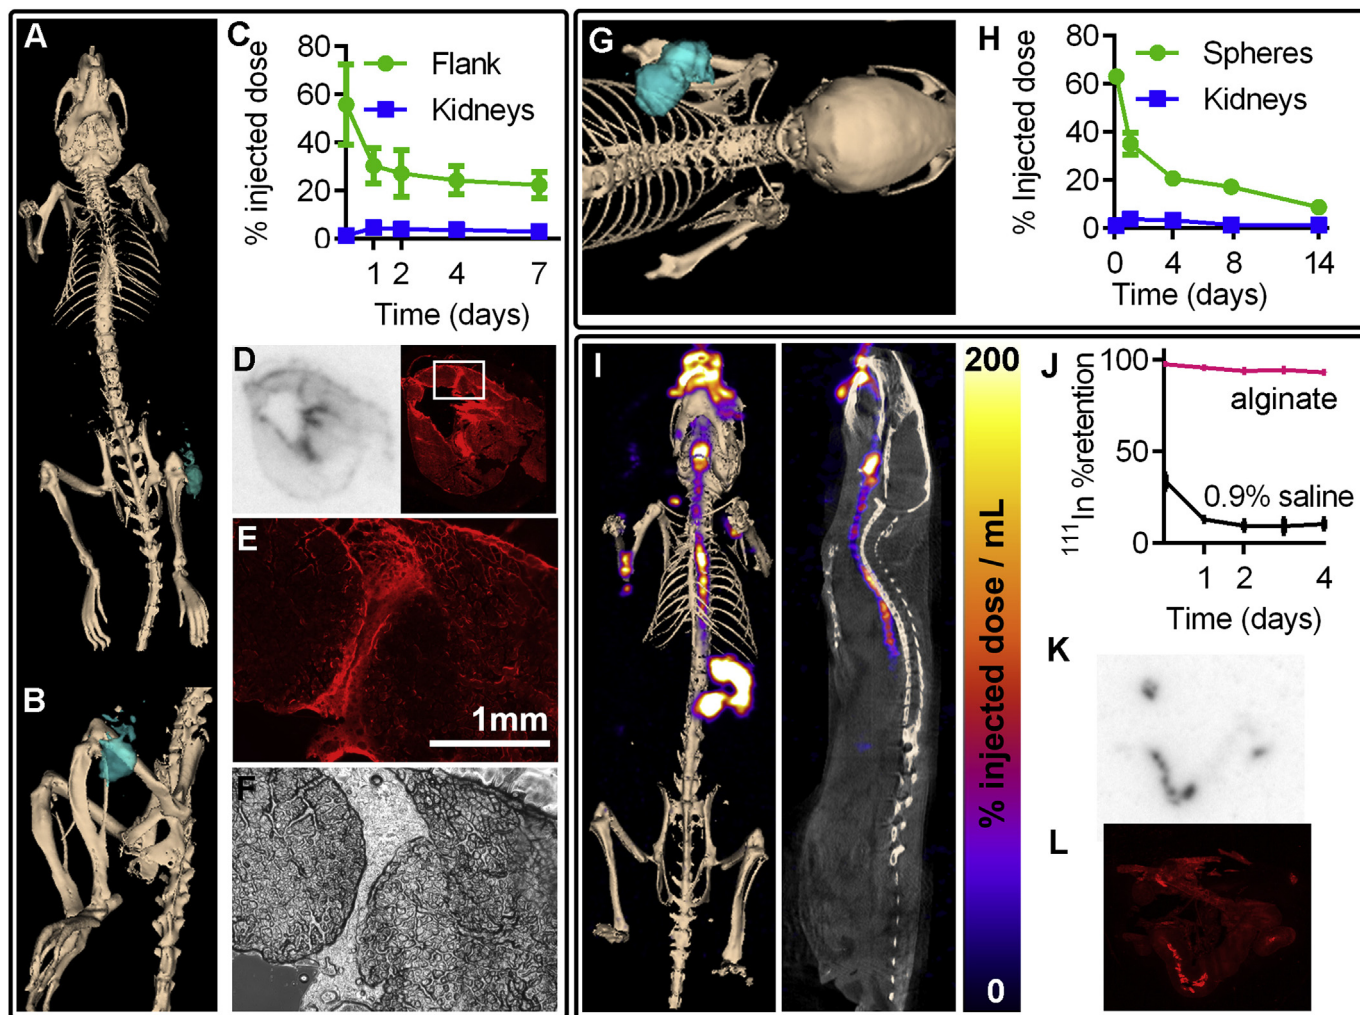 A
C
80
60
40
20
0
% injected dose
Flank
Kidneys
1 2 4 7
Time (days)
D
E
1mm
F
B
G
H
80
60
40
20
0
% Injected dose
Spheres
Kidneys
0 4 8 14
Time (days)
I
200
% injected dose / mL
0
J
100
50
0
¹¹¹In %retention
alginate
0.9% saline
1 2 4
Time (days)
K
L